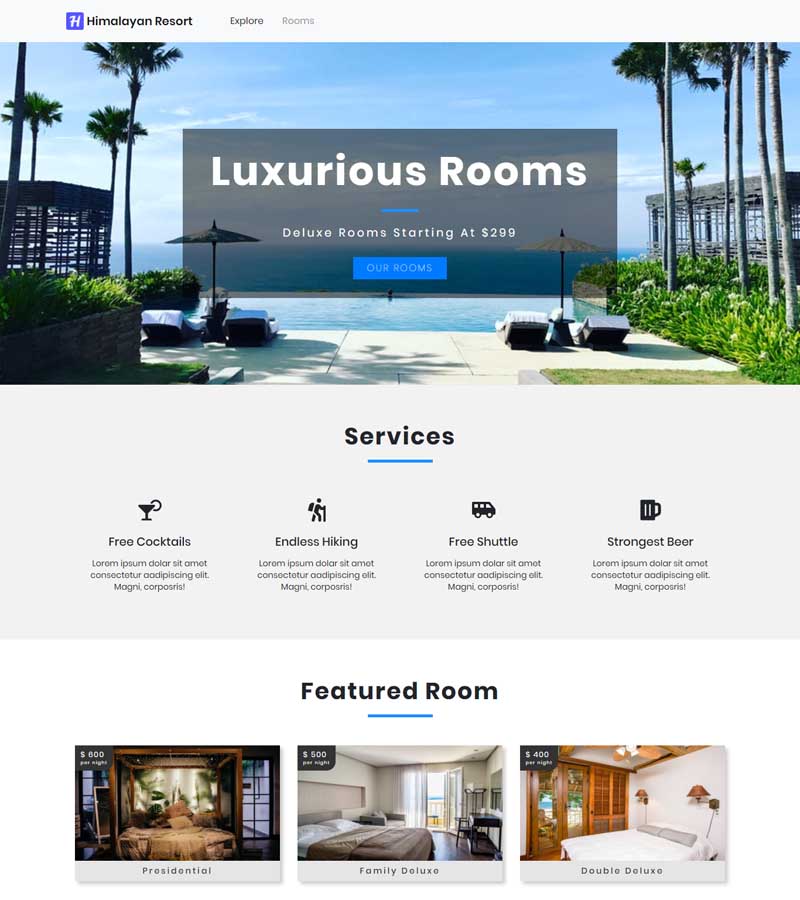 H Himalayan Resort Explore Rooms
Luxurious Rooms
Deluxe Rooms Starting At $299
OUR ROOMS
Services
Free Cocktails
Lorem ipsum dolar sit amet
consectetur aadipiscing elit.
Magni, corposris!
Endless Hiking
Lorem ipsum dolar sit amet
consectetur aadipiscing elit.
Magni, corposris!
Free Shuttle
Lorem ipsum dolar sit amet
consectetur aadipiscing elit.
Magni, corposris!
Strongest Beer
Lorem ipsum dolar sit amet
consectetur aadipiscing elit.
Magni, corposris!
Featured Room
$ 600
per night
Presidential
$ 500
per night
Family Deluxe
$ 400
per night
Double Deluxe